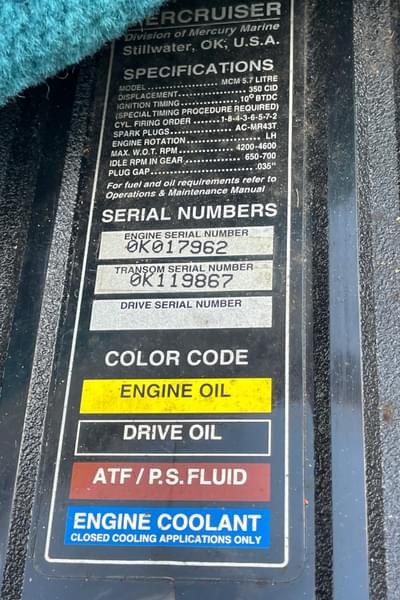 ERCRUISER
Division of Mercury Marine
Stillwater, OK, U.S.A.
SPECIFICATIONS
MODEL .................. MCM 5.7 LITRE
DISPLACEMENT.................. 350 CID
IGNITION TIMING .................. 10° BTDC
(SPECIAL TIMING PROCEDURE REQUIRED)
CYL. FIRING ORDER ........ 1-8-4-3-6-5-7-2
SPARK PLUGS.................. AC-MR43T
ENGINE ROTATION.................. LH
MAX. W.O.T. RPM .................. 4200-4600
IDLE RPM IN GEAR .................. 650-700
PLUG GAP.................. .035"
For fuel and oil requirements refer to
Operations & Maintenance Manual
SERIAL NUMBERS
ENGINE SERIAL NUMBER
0K017962
TRANSOM SERIAL NUMBER
0K119867
DRIVE SERIAL NUMBER
COLOR CODE
ENGINE OIL
DRIVE OIL
ATF / P.S. FLUID
ENGINE COOLANT
CLOSED COOLING APPLICATIONS ONLY